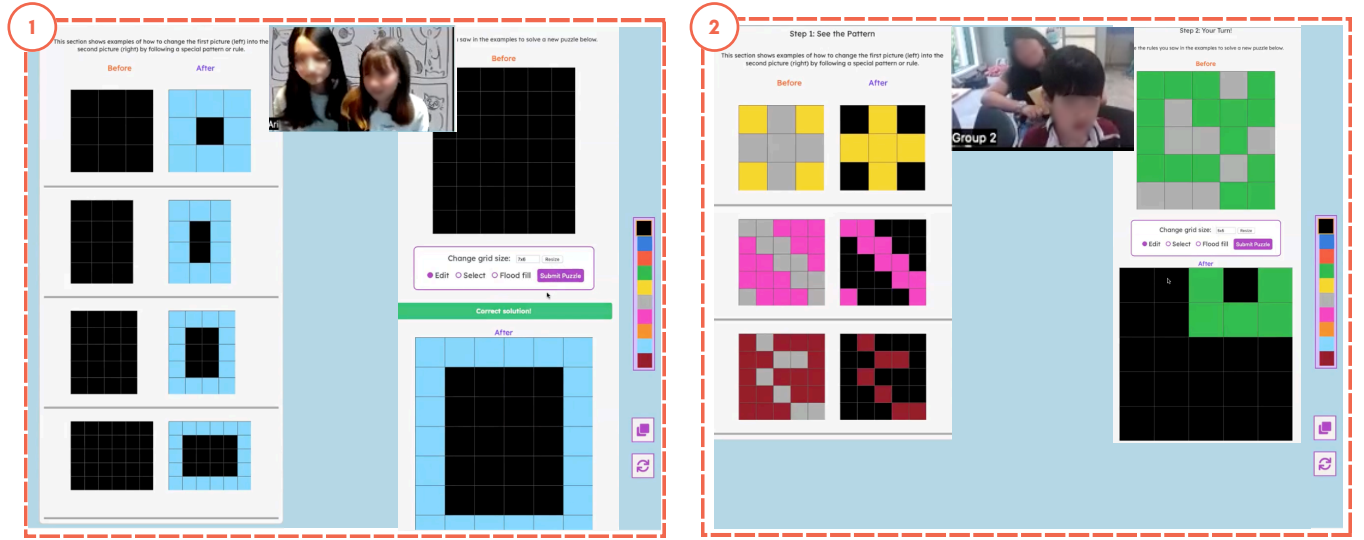 1
This section shows examples of how to change the first picture (left) into the
second picture (right) by following a special pattern or rule.
Before
After
saw in the examples to solve a new puzzle below.
Before
Change grid size:
Resize
Edit
Select
Flood fill
Submit Puzzle
Correct solution!
After
2
Step 1: See the Pattern
This section shows examples of how to change the first picture (left) into the
second picture (right) by following a special pattern or rule.
Before
After
Group 2
Step 2: Your Turn!
the rules you saw in the examples to solve a new puzzle below.
Before
Change grid size:
Resize
Edit
Select
Flood fill
Submit Puzzle
After